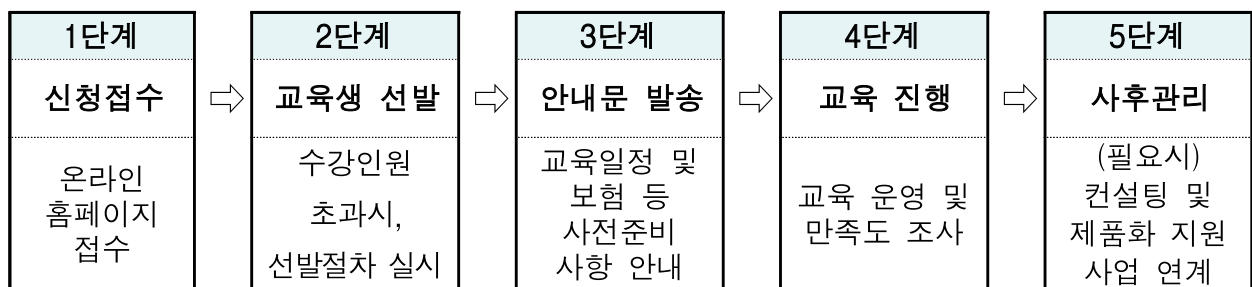 1단계
신청접수
온라인
홈페이지
접수
2단계
교육생 선발
수강인원
초과시,
선발절차 실시
3단계
안내문 발송
교육일정 및
보험 등
사전준비
사항 안내
4단계
교육 진행
교육 운영 및
만족도 조사
5단계
사후관리
(필요시)
컨설팅 및
제품화 지원
사업 연계